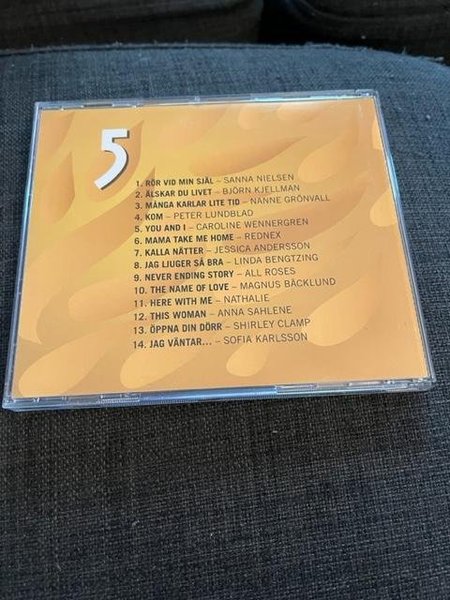 5
1. RÖR VID MIN SJÄL – SANNA NIELSEN
2. ÄLSKAR DU LIVET – BJÖRN KJELLMAN
3. MÅNGA KARLAR LITE TID – NANNE GRÖNVALL
4. KOM – PETER LUNDBLAD
5. YOU AND I – CAROLINE WENNERGREN
6. MAMA TAKE ME HOME – REDNEX
7. KALLA NÄTTER – JESSICA ANDERSSON
8. JAG LJUGER SÅ BRA – LINDA BENGTZING
9. NEVER ENDING STORY – ALL ROSES
10. THE NAME OF LOVE – MAGNUS BÄCKLUND
11. HERE WITH ME – NATHALIE
12. THIS WOMAN – ANNA SAHLENE
13. ÖPPNA DIN DÖRR – SHIRLEY CLAMP
14. JAG VÄNTAR... – SOFIA KARLSSON